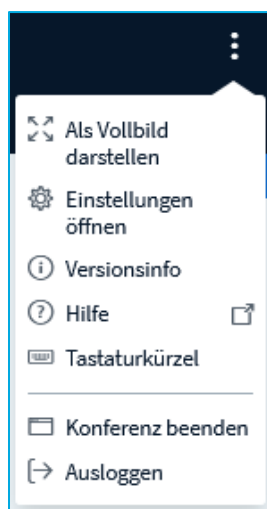 Als Vollbild
darstellen
Einstellungen
öffnen
Versionsinfo
Hilfe
Tastaturkürzel
Konferenz beenden
Ausloggen